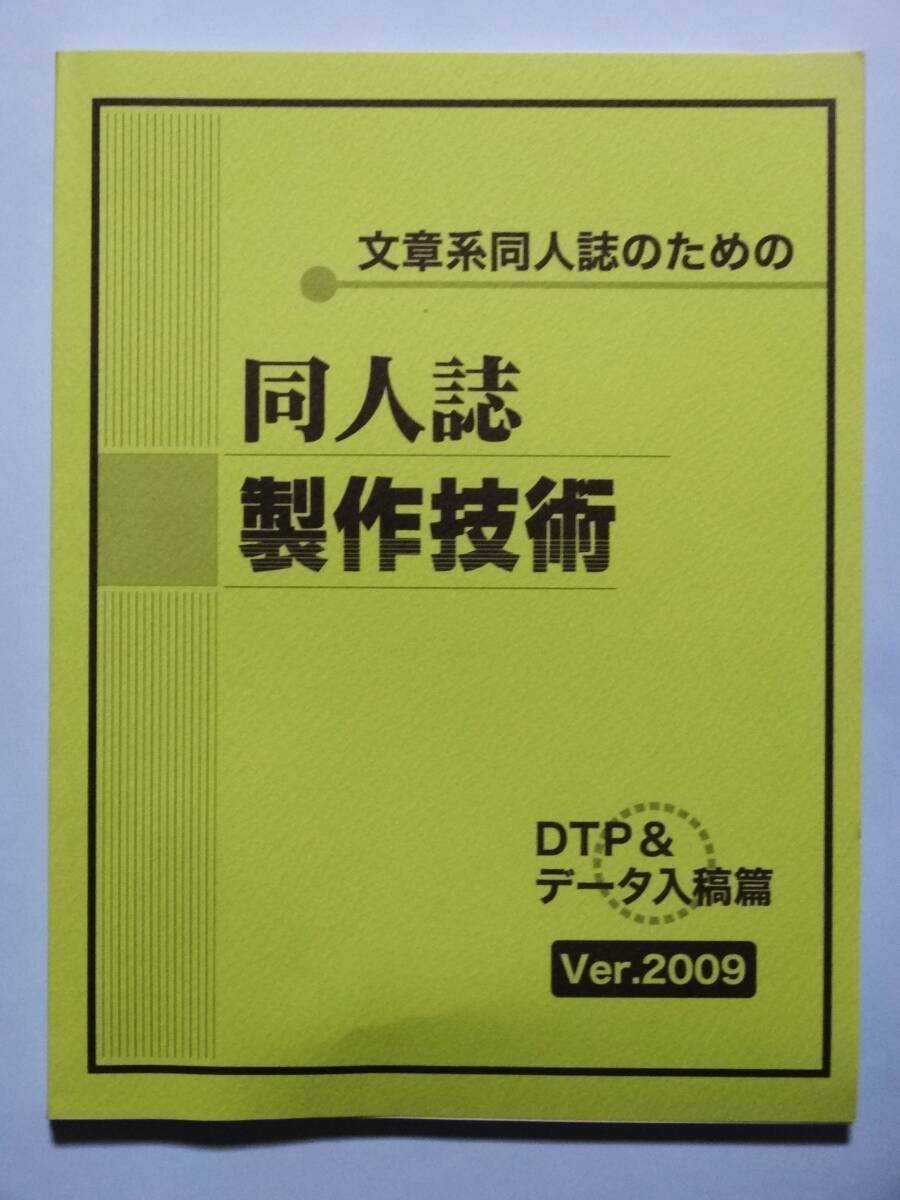 文章系同人誌のための
同人誌
製作技術
DTP＆
データ入稿篇
Ver.2009